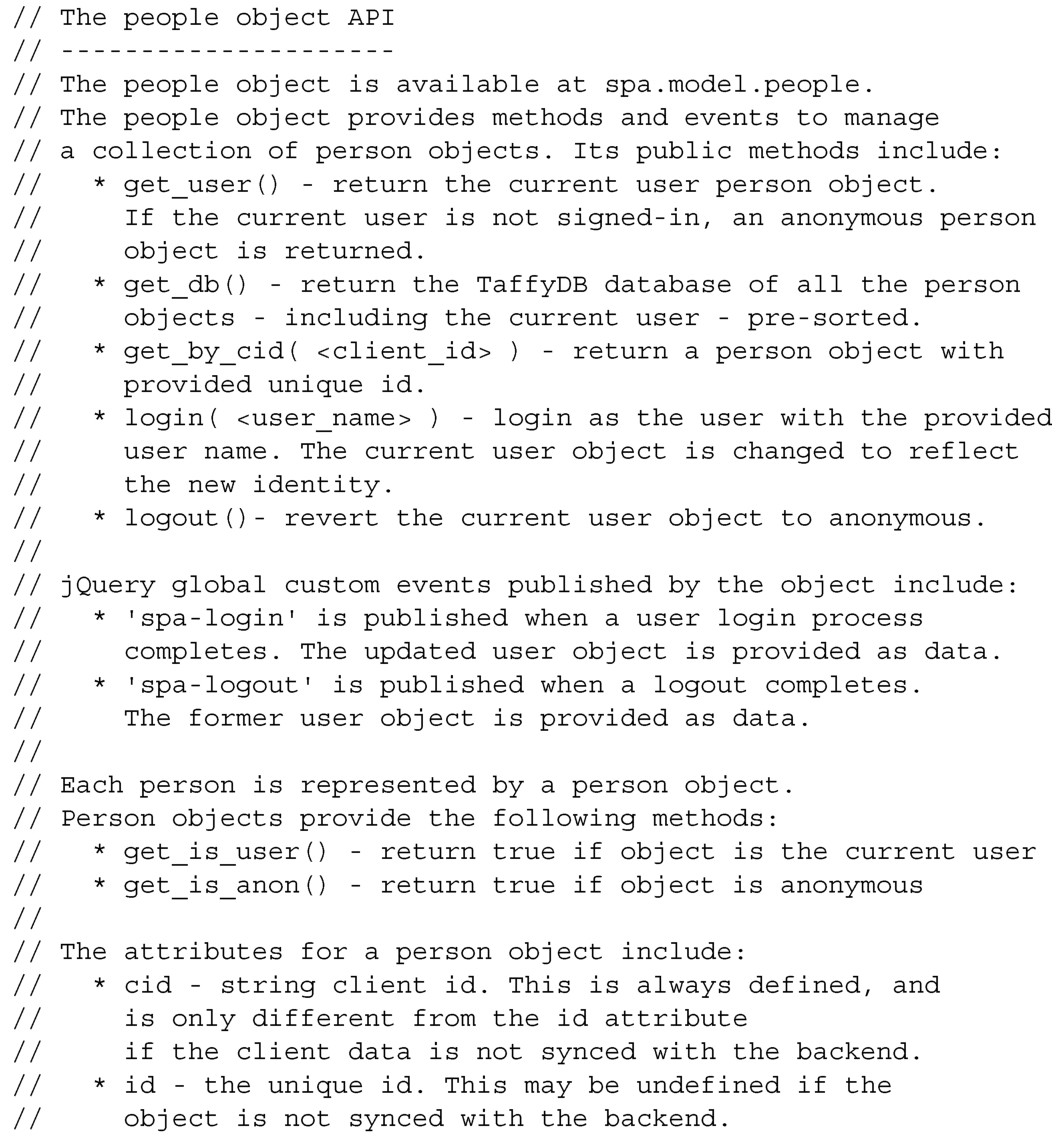 // The people object API
// ---------------------
// The people object is available at spa.model.people.
// The people object provides methods and events to manage
// a collection of person objects. Its public methods include:
//   * get_user() - return the current user person object.
//     If the current user is not signed-in, an anonymous person
//     object is returned.
//   * get_db() - return the TaffyDB database of all the person
//     objects - including the current user - pre-sorted.
//   * get_by_cid( <client_id> ) - return a person object with
//     provided unique id.
//   * login( <user_name> ) - login as the user with the provided
//     user name. The current user object is changed to reflect
//     the new identity.
//   * logout()- revert the current user object to anonymous.
//
// jQuery global custom events published by the object include:
//   * 'spa-login' is published when a user login process
//     completes. The updated user object is provided as data.
//   * 'spa-logout' is published when a logout completes.
//     The former user object is provided as data.
//
// Each person is represented by a person object.
// Person objects provide the following methods:
//   * get_is_user() - return true if object is the current user
//   * get_is_anon() - return true if object is anonymous
//
// The attributes for a person object include:
//   * cid - string client id. This is always defined, and
//     is only different from the id attribute
//     if the client data is not synced with the backend.
//   * id - the unique id. This may be undefined if the
//     object is not synced with the backend.